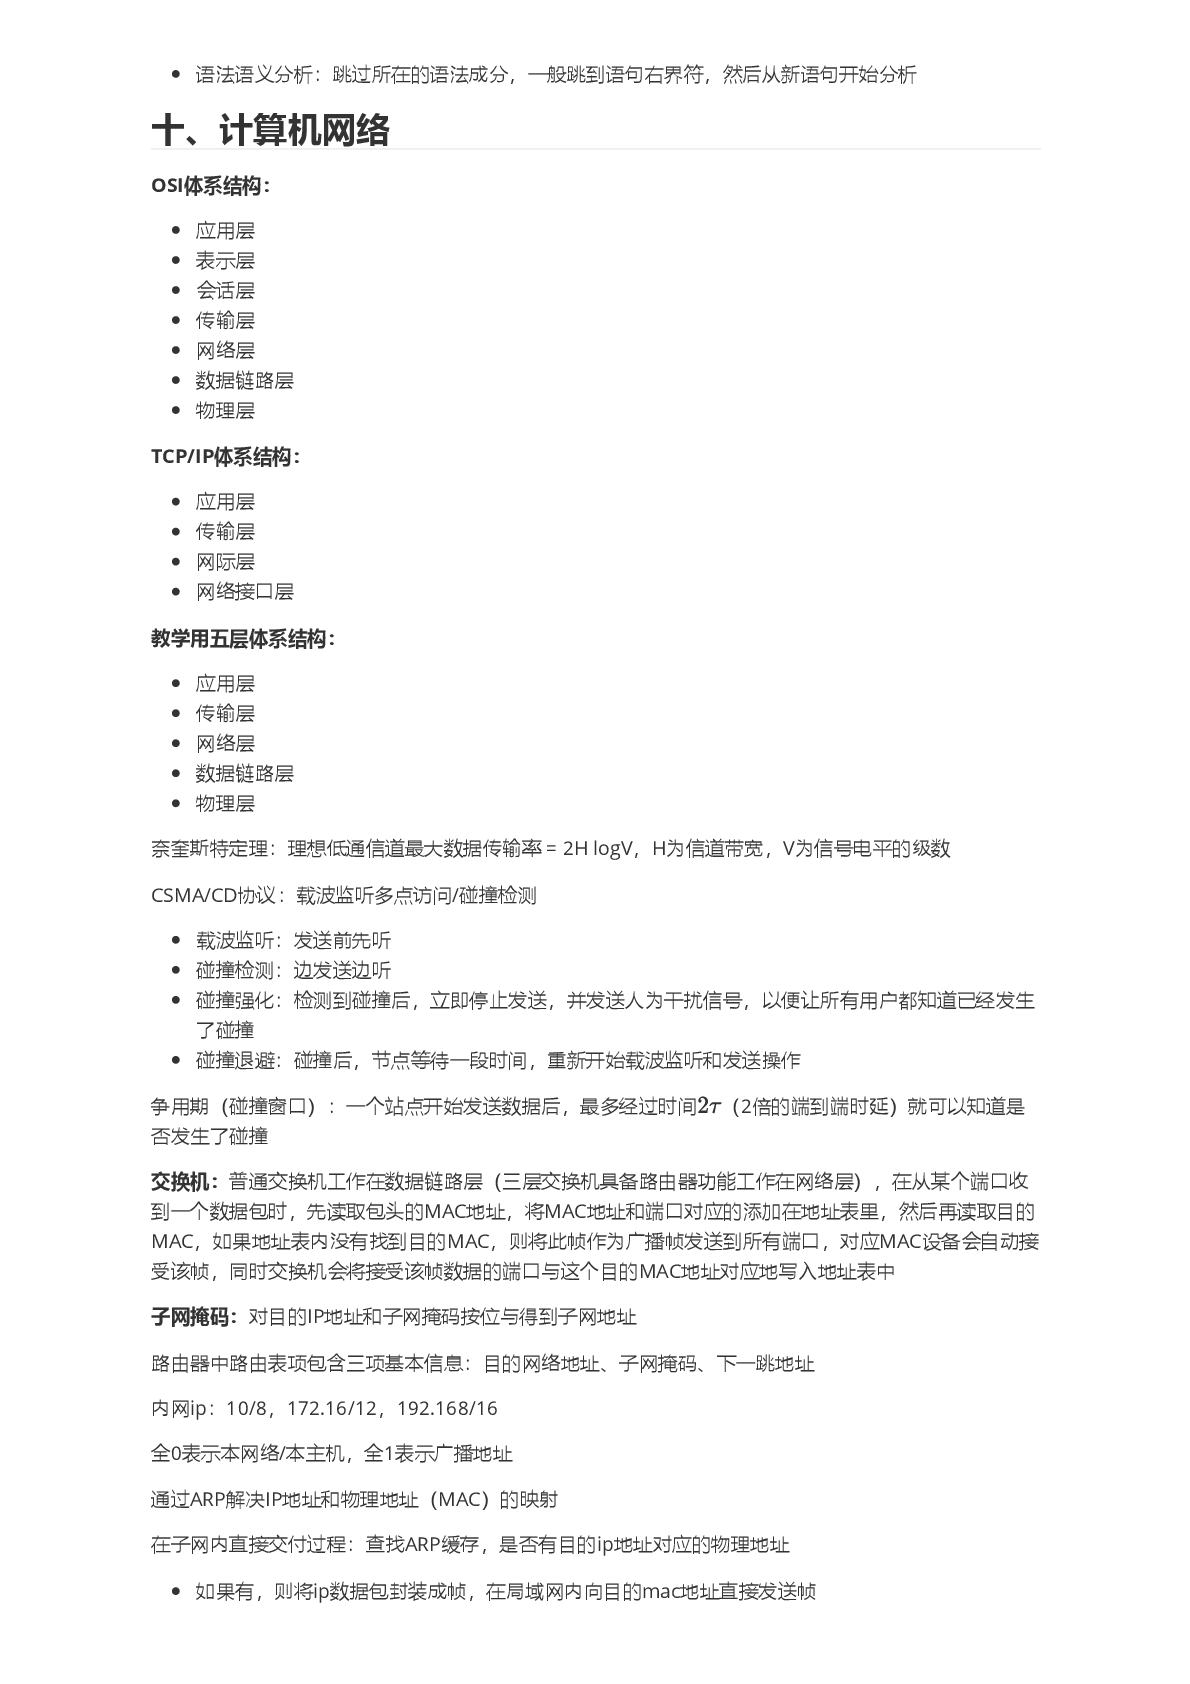 语法语义分析：跳过所在的语法成分，一般跳到语句右界符，然后从新语句开始分析
十、计算机网络
OSI体系结构：
应用层
表示层
会话层
传输层
网络层
数据链路层
物理层
TCP/IP体系结构：
应用层
传输层
网际层
网络接口层
教学用五层体系结构：
应用层
传输层
网络层
数据链路层
物理层
奈奎斯特定理：理想低通信道最大数据传输率 = 2H logV，H为信道带宽，V为信号电平的级数
CSMA/CD协议：载波监听多点访问/碰撞检测
载波监听：发送前先听
碰撞检测：边发送边听
碰撞强化：检测到碰撞后，立即停止发送，并发送人为干扰信号，以便让所有用户都知道已经发生
了碰撞
碰撞退避：碰撞后，节点等待一段时间，重新开始载波监听和发送操作
争用期（碰撞窗口）：一个站点开始发送数据后，最多经过时间2τ（2倍的端到端时延）就可以知道是
否发生了碰撞
交换机：普通交换机工作在数据链路层（三层交换机具备路由器功能工作在网络层），在从某个端口收
到一个数据包时，先读取包头的MAC地址，将MAC地址和端口对应的添加在地址表里，然后再读取目的
MAC，如果地址表内没有找到目的MAC，则将此帧作为广播帧发送到所有端口，对应MAC设备会自动接
受该帧，同时交换机会将接受该帧数据的端口与这个目的MAC地址对应地写入地址表中
子网掩码：对目的IP地址和子网掩码按位与得到子网地址
路由器中路由表项包含三项基本信息：目的网络地址、子网掩码、下一跳地址
内网ip：10/8，172.16/12，192.168/16
全0表示本网络/本主机，全1表示广播地址
通过ARP解决IP地址和物理地址（MAC）的映射
在子网内直接交付过程：查找ARP缓存，是否有目的ip地址对应的物理地址
如果有，则将ip数据包封装成帧，在局域网内向目的mac地址直接发送帧